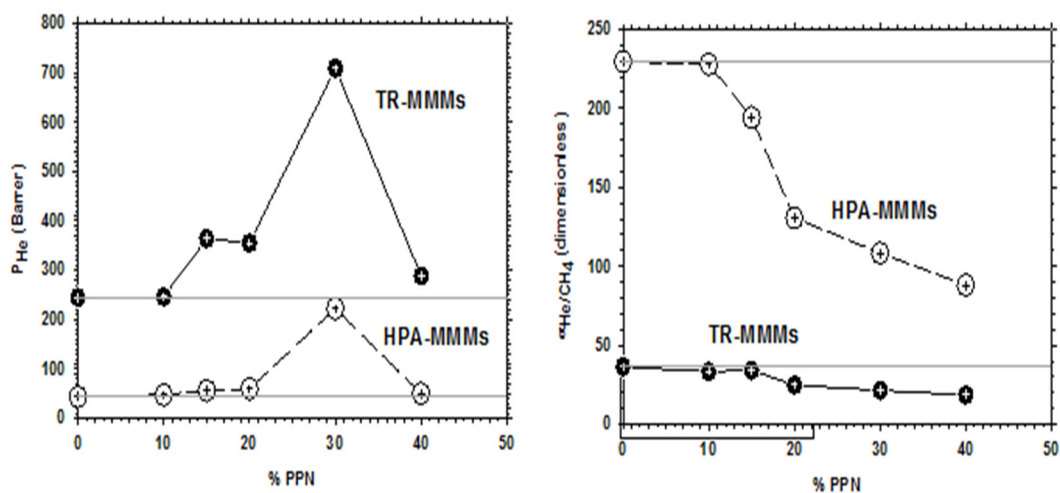 800
700
600
500
400
300
200
100
0
P_He (Barrer)
TR-MMMs
HPA-MMMs
0 10 20 30 40 50
% PPN
250
200
150
100
50
0
α_He/CH₄ (dimensionless)
HPA-MMMs
TR-MMMs
0 10 20 30 40 50
% PPN